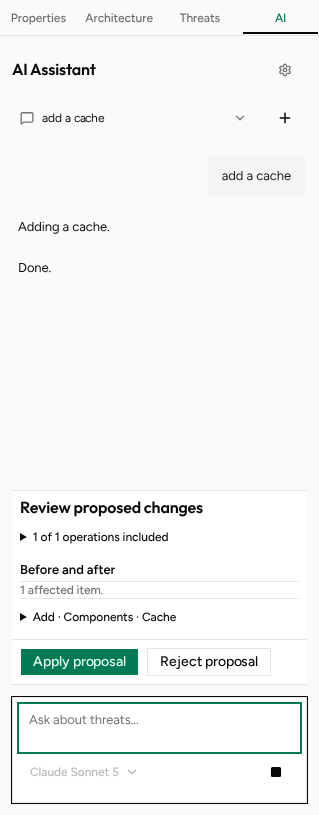 Properties
Architecture
Threats
AI
AI Assistant
add a cache
add a cache
Adding a cache.
Done.
Review proposed changes
1 of 1 operations included
Before and after
1 affected item.
Add · Components · Cache
Apply proposal
Reject proposal
Ask about threats...
Claude Sonnet 5